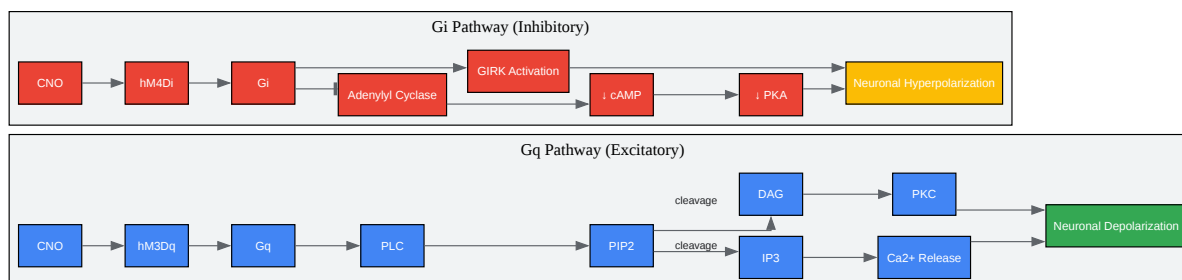 Gi Pathway (Inhibitory)
CNO
hM4Di
Gi
GIRK Activation
Adenylyl Cyclase
↓ cAMP
↓ PKA
Neuronal Hyperpolarization
Gq Pathway (Excitatory)
CNO
hM3Dq
Gq
PLC
PIP2
cleavage
DAG
PKC
cleavage
IP3
Ca2+ Release
Neuronal Depolarization